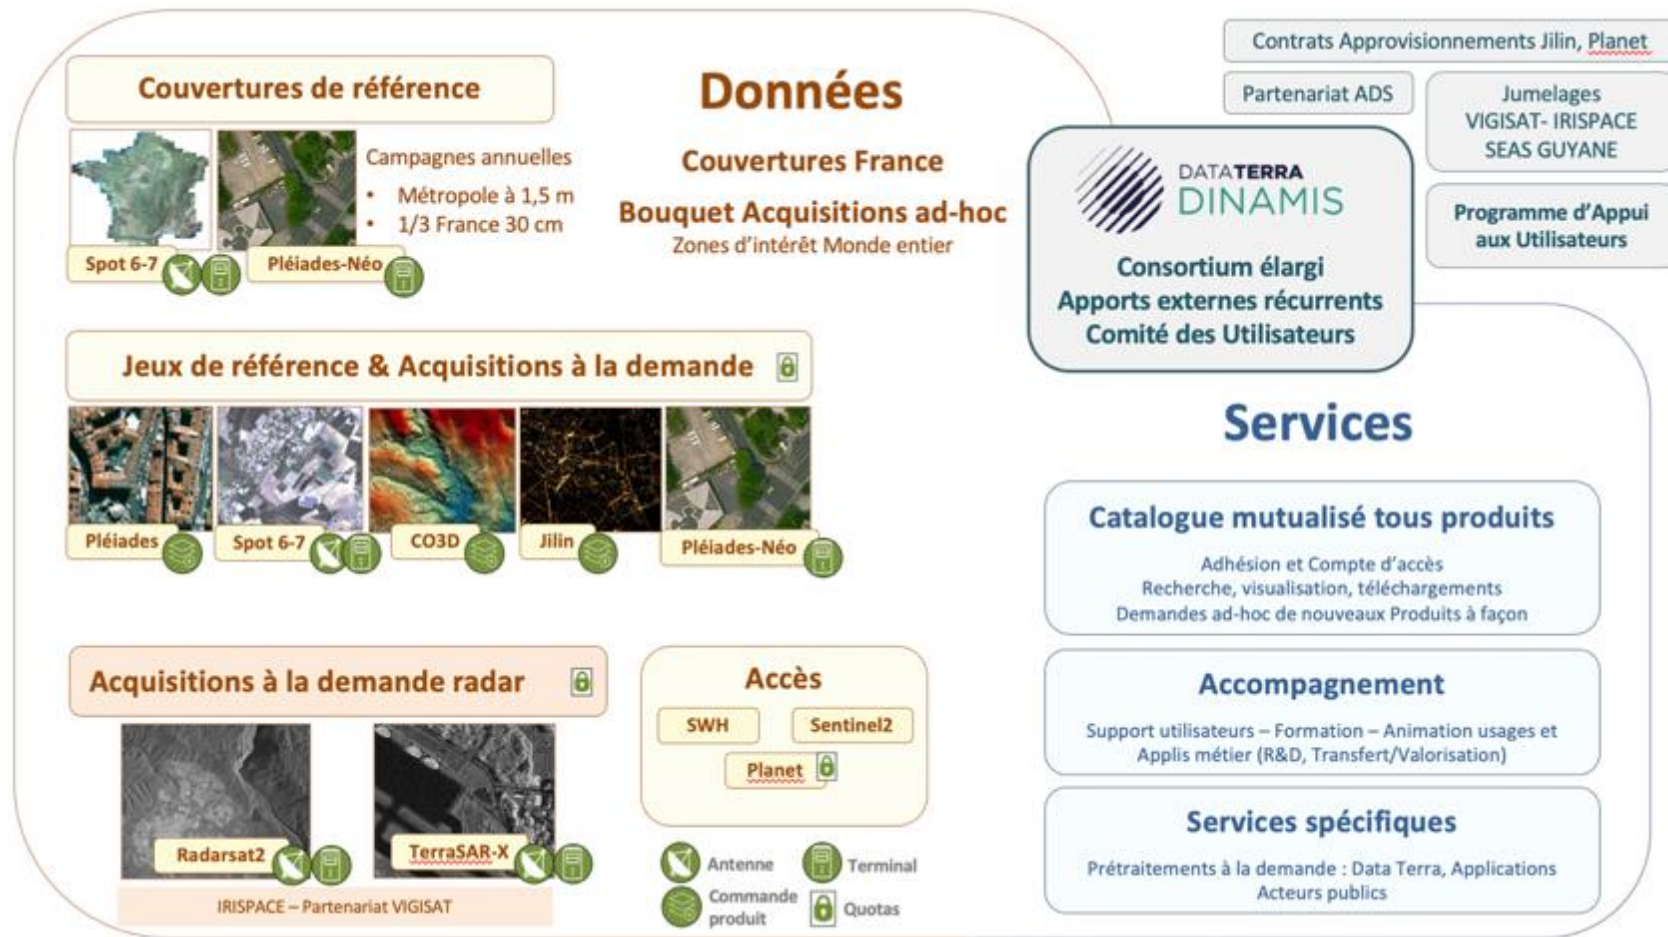 Couvertures de référence
Campagnes annuelles
• Métropole à 1,5 m
• 1/3 France 30 cm
Spot 6-7
Pléiades-Néo
Données
Couvertures France
Bouquet Acquisitions ad-hoc
Zones d'intérêt Monde entier
Contrats Approvisionnements Jilin, Planet
Partenariat ADS
Jumelages
VIGISAT- IRISPACE
SEAS GUYANE
Programme d'Appui
aux Utilisateurs
DATATERRA
DINAMIS
Consortium élargi
Apports externes récurrents
Comité des Utilisateurs
Jeux de référence & Acquisitions à la demande
Pléiades
Spot 6-7
CO3D
Jilin
Pléiades-Néo
Acquisitions à la demande radar
Radarsat2
TerraSAR-X
IRISPACE – Partenariat VIGISAT
Accès
SWH
Sentinel2
Planet
Antenne
Terminal
Commande
produit
Quotas
Services
Catalogue mutualisé tous produits
Adhésion et Compte d'accès
Recherche, visualisation, téléchargements
Demandes ad-hoc de nouveaux Produits à façon
Accompagnement
Support utilisateurs – Formation – Animation usages et
Applis métier (R&D, Transfert/Valorisation)
Services spécifiques
Prétraitements à la demande : Data Terra, Applications
Acteurs publics